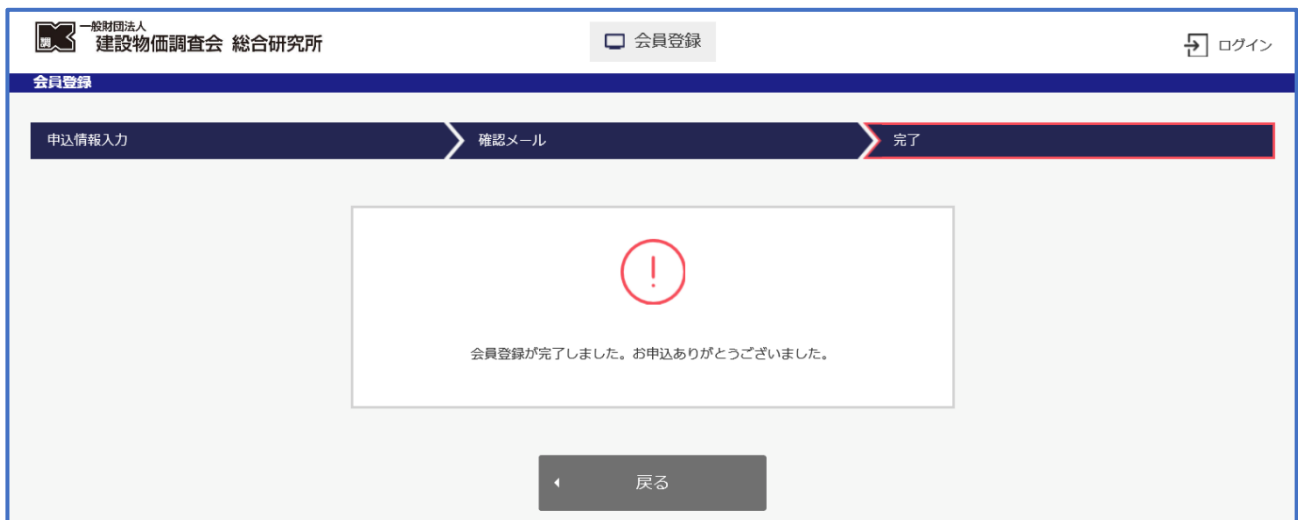 一般財団法人
建設物価調査会 総合研究所
会員登録
ログイン
会員登録
申込情報入力
確認メール
完了
会員登録が完了しました。お申込ありがとうございました。
戻る